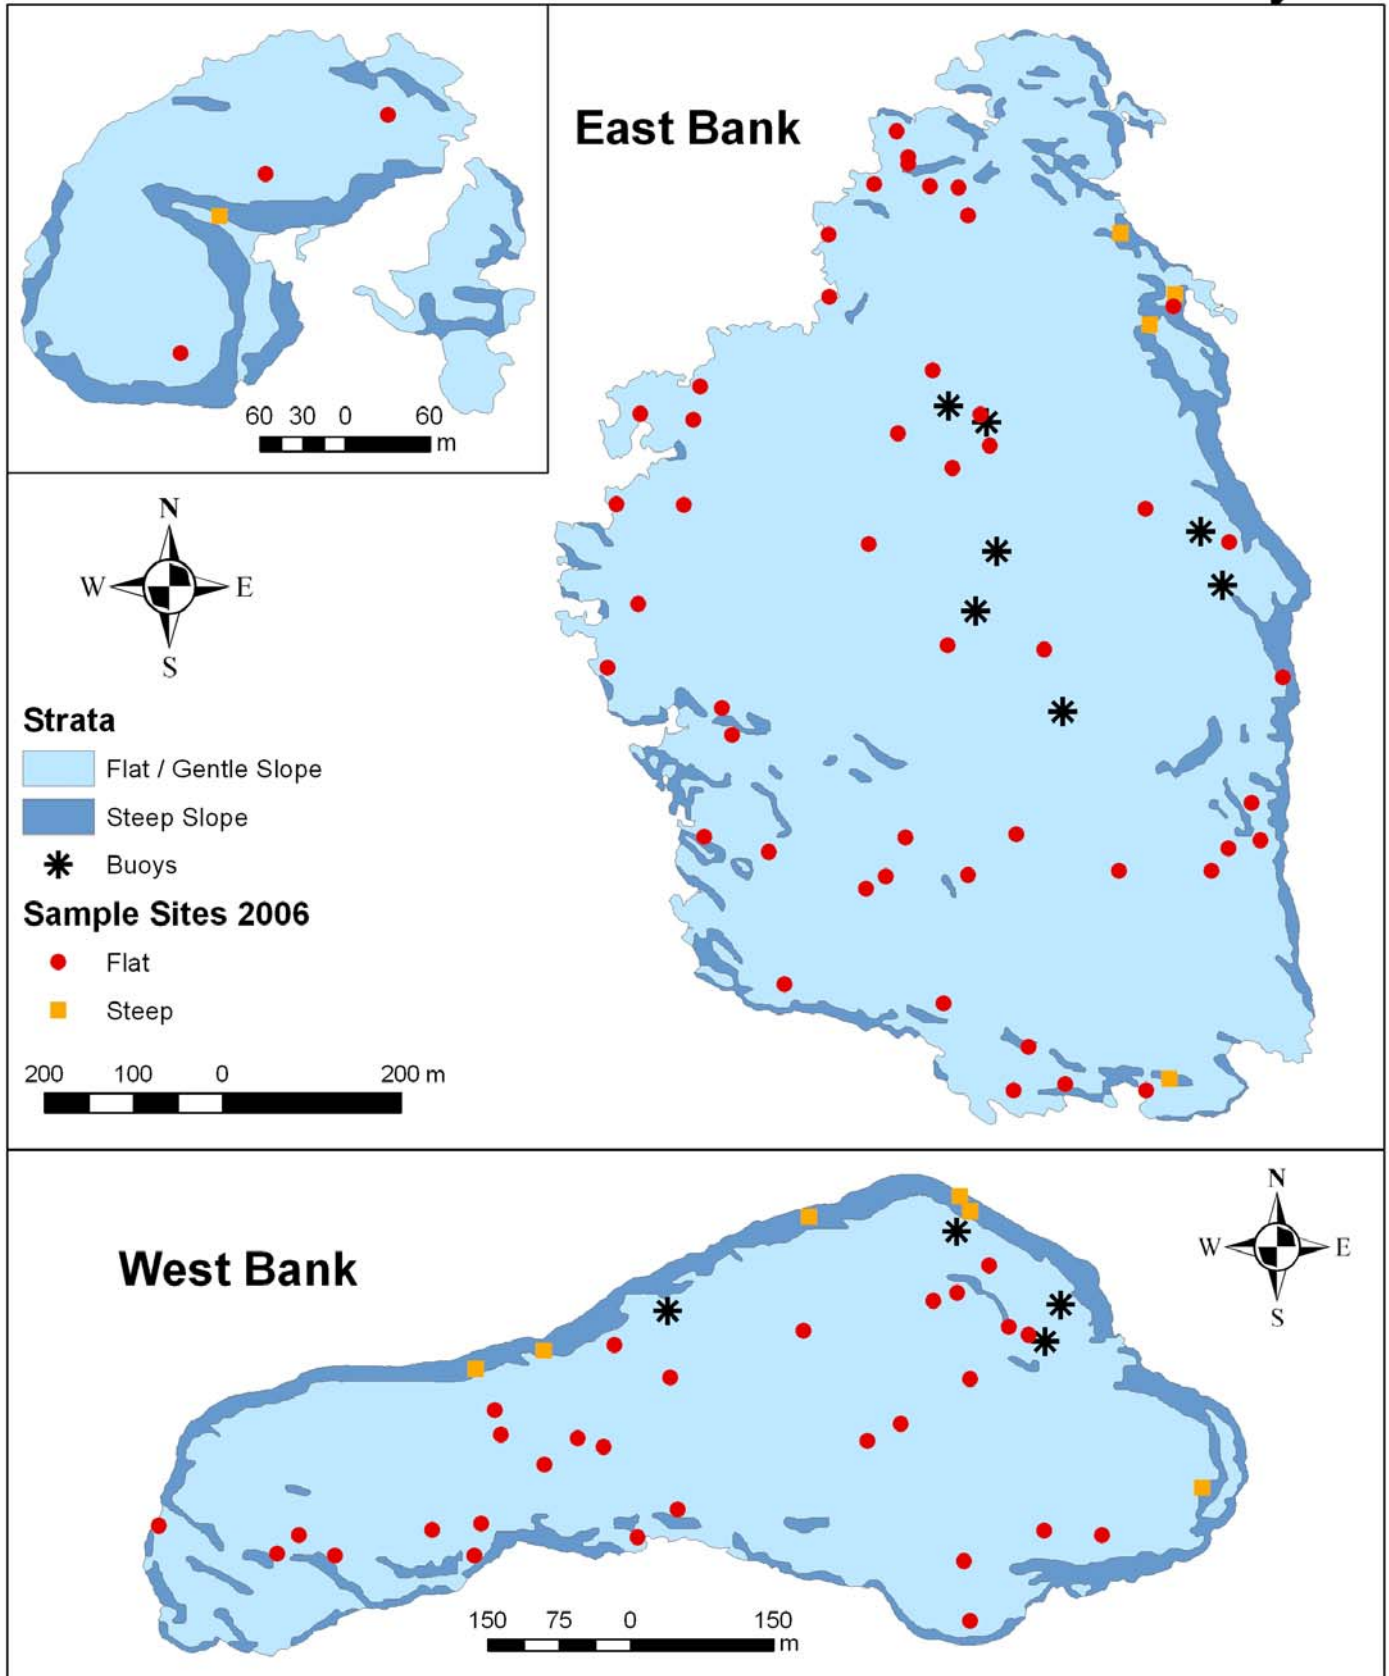 East Bank
60 30 0 60
m
N
W E
S
Strata
Flat / Gentle Slope
Steep Slope
Buoys
Sample Sites 2006
Flat
Steep
200 100 0 200 m
West Bank
N
W E
S
150 75 0 150
m